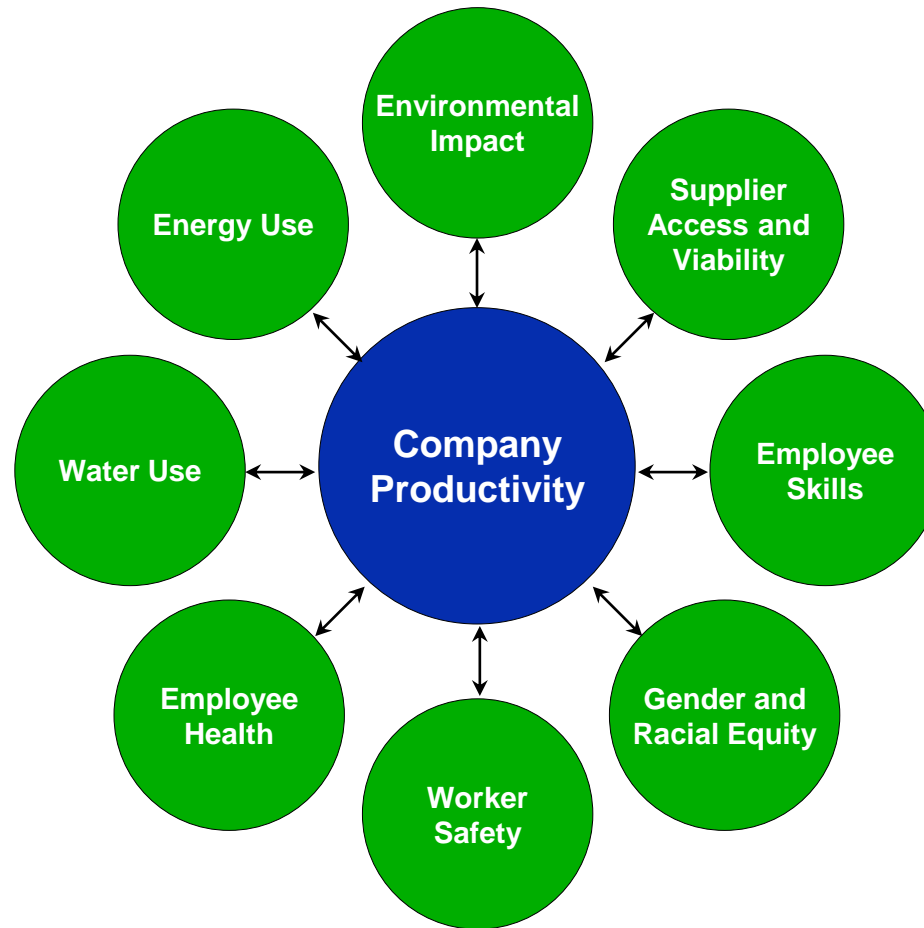 Environmental
Impact
Supplier
Access and
Viability
Energy Use
Company
Productivity
Employee
Skills
Water Use
Gender and
Racial Equity
Employee
Health
Worker
Safety